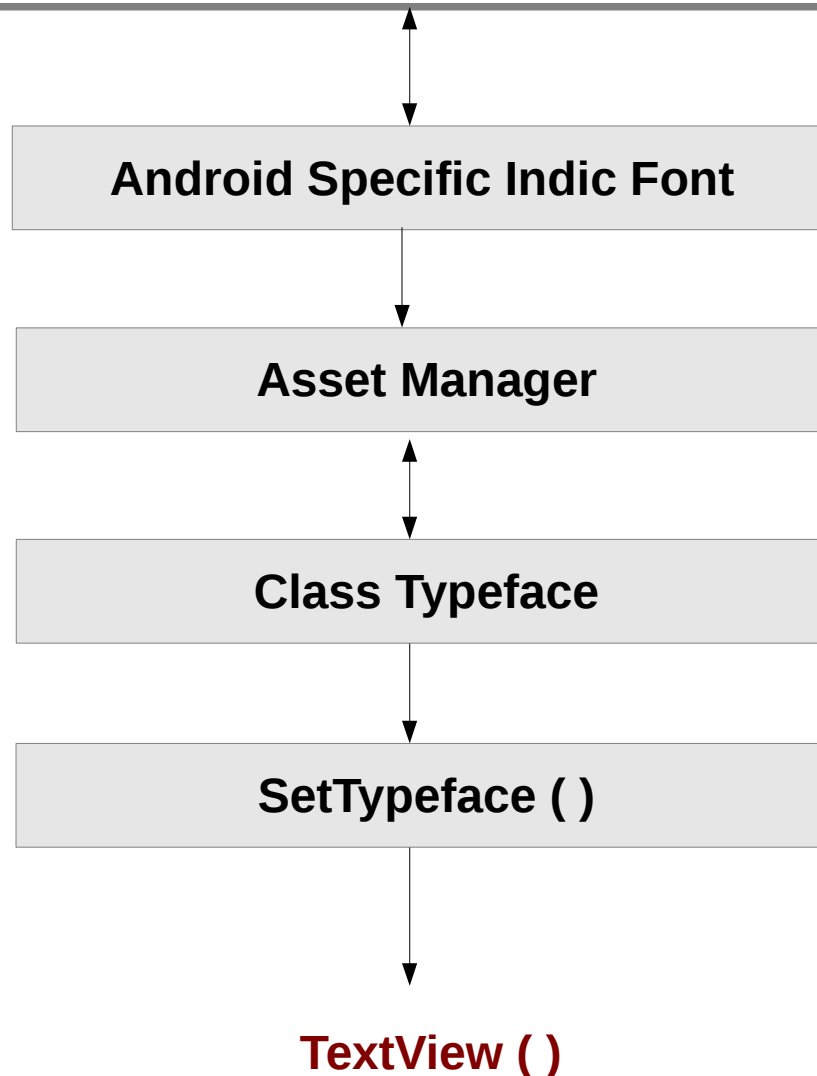 Android Specific Indic Font
Asset Manager
Class Typeface
SetTypeface ( )
TextView ( )